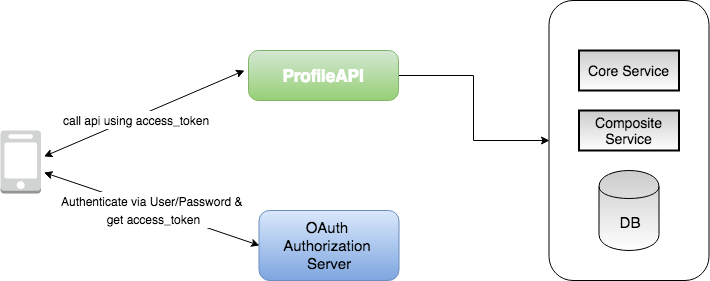 ProfileAPI
Core Service
call api using access_token
Composite
Service
Authenticate via User/Password &
get access_token
OAuth
Authorization
Server
DB